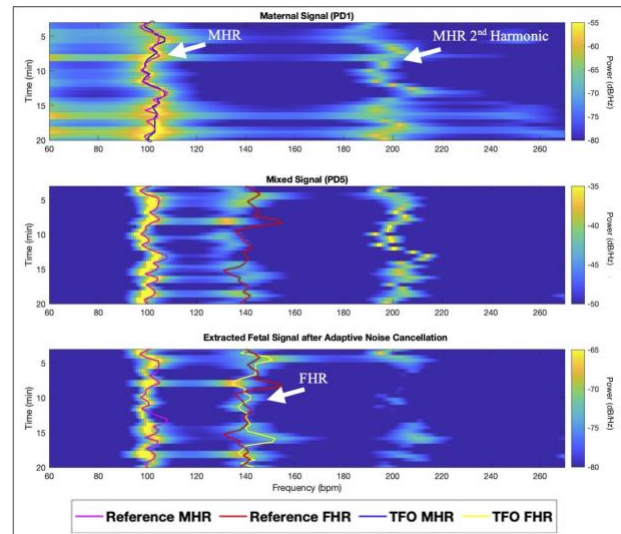 Maternal Signal (PD1)
MHR
MHR 2nd Harmonic
Time (min)
5
10
15
20
60 80 100 120 140 160 180 200 220 240 260
-55
-60
-65
-70
-75
-80
Power (dB/Hz)
Mixed Signal (PD5)
Time (min)
5
10
15
20
60 80 100 120 140 160 180 200 220 240 260
-35
-40
-45
-50
Power (dB/Hz)
Extracted Fetal Signal after Adaptive Noise Cancellation
FHR
Time (min)
5
10
15
20
60 80 100 120 140 160 180 200 220 240 260
Frequency (bpm)
-65
-70
-75
-80
Power (dB/Hz)
Reference MHR Reference FHR TFO MHR TFO FHR